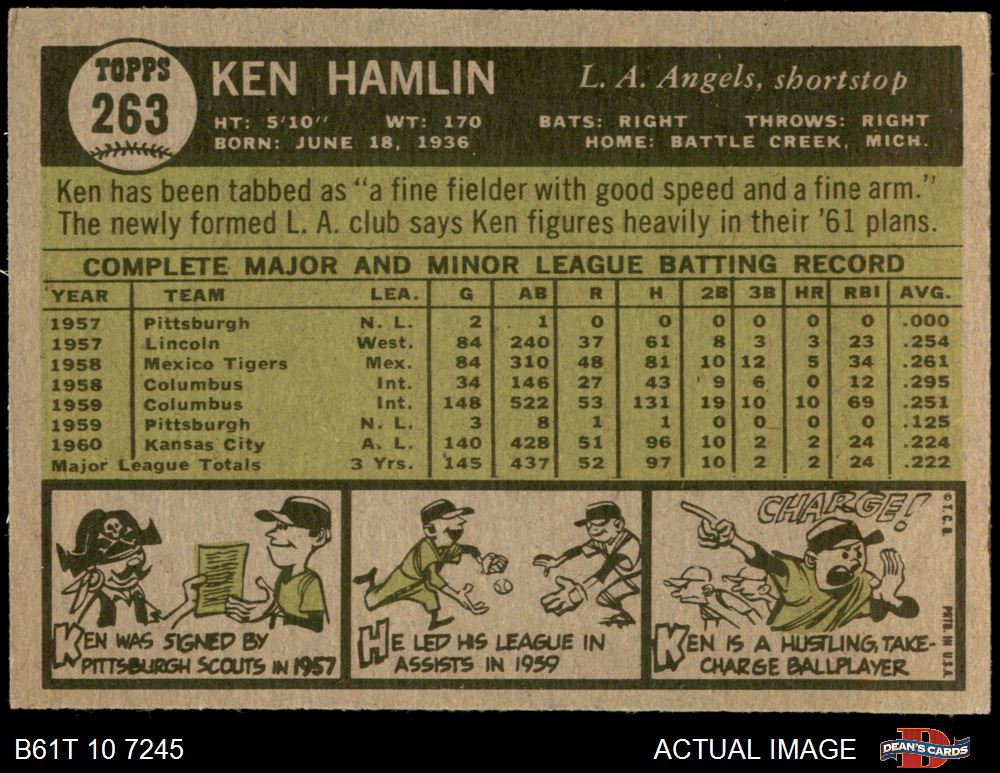 TOPPS
263
KEN HAMLIN
L. A. Angels, shortstop
HT: 5'10" WT: 170 BATS: RIGHT THROWS: RIGHT
BORN: JUNE 18, 1936 HOME: BATTLE CREEK, MICH.
Ken has been tabbed as "a fine fielder with good speed and a fine arm."
The newly formed L. A. club says Ken figures heavily in their '61 plans.
COMPLETE MAJOR AND MINOR LEAGUE BATTING RECORD
YEAR TEAM LEA. G AB R H 2B 3B HR RBI AVG.
1957 Pittsburgh N. L. 2 1 0 0 0 0 0 0 .000
1957 Lincoln West. 84 240 37 61 8 3 3 23 .254
1958 Mexico Tigers Mex. 84 310 48 81 10 12 5 34 .261
1958 Columbus Int. 34 146 27 43 9 6 0 12 .295
1959 Columbus Int. 148 522 53 131 19 10 10 69 .251
1959 Pittsburgh N. L. 3 8 1 1 0 0 0 0 .125
1960 Kansas City A. L. 140 428 51 96 10 2 2 24 .224
Major League Totals 3 Yrs. 145 437 52 97 10 2 2 24 .222
KEN WAS SIGNED BY
PITTSBURGH SCOUTS IN 1957
HE LED HIS LEAGUE IN
ASSISTS IN 1959
CHARGE!
KEN IS A HUSTLING, TAKE-
CHARGE BALLPLAYER
© T.C.G.
PRTD. IN U.S.A.
B61T 10 7245
ACTUAL IMAGE
DEAN'S CARDS